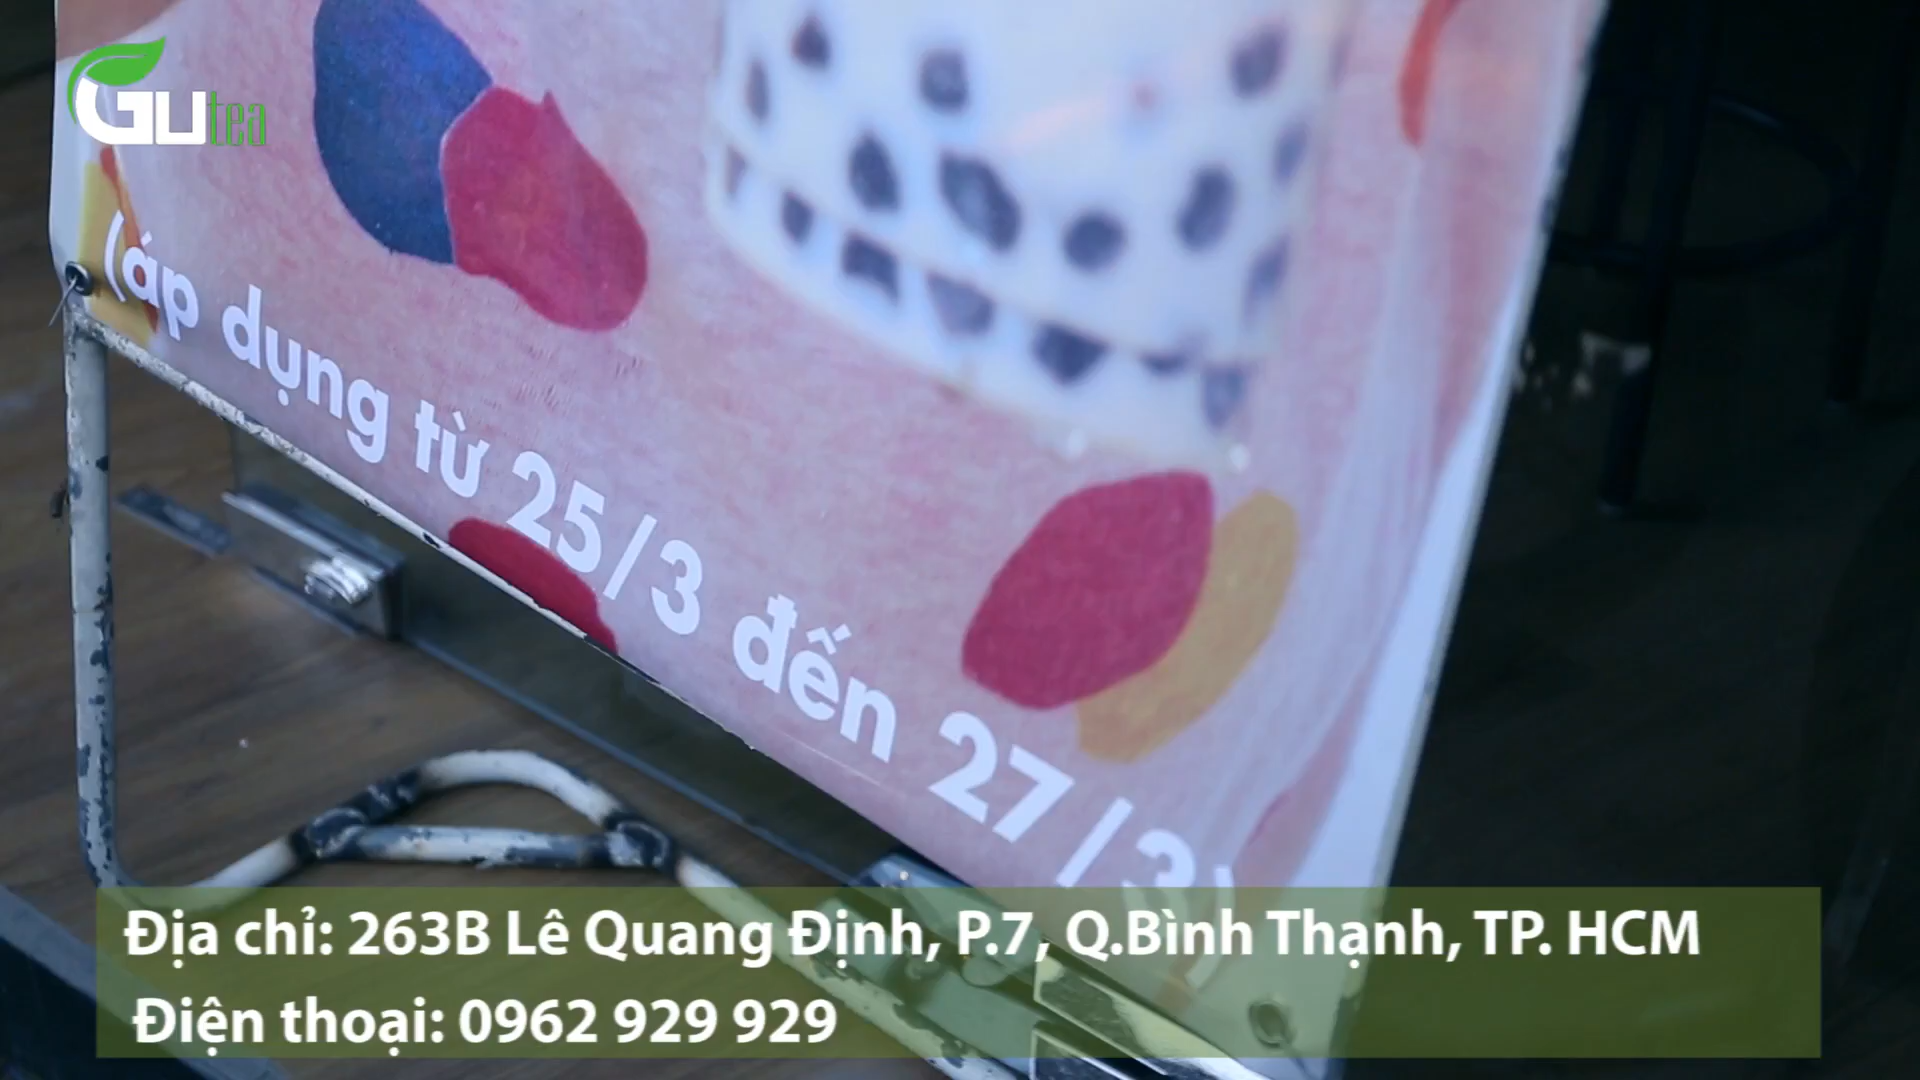 GUtea
(áp dụng từ 25/3 đến 27/3)
Địa chỉ: 263B Lê Quang Định, P.7, Q.Bình Thạnh, TP. HCM
Điện thoại: 0962 929 929